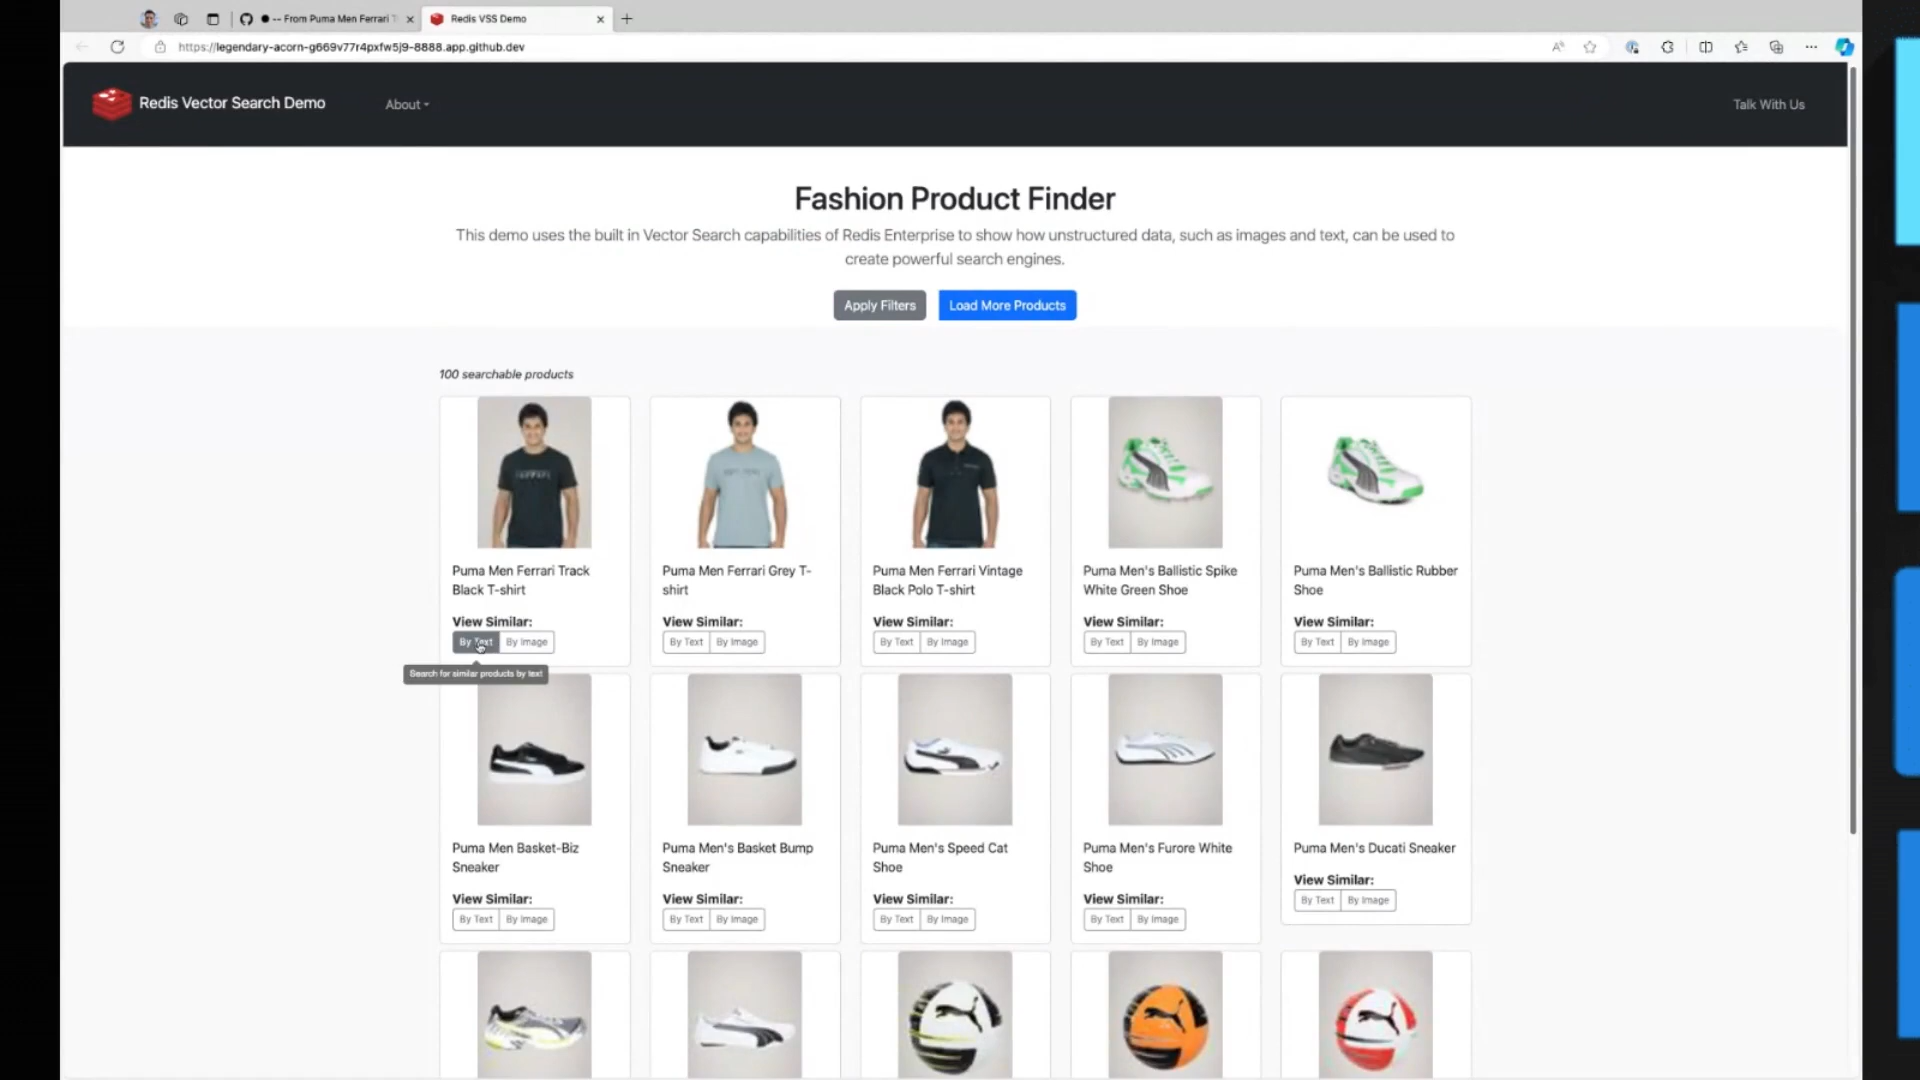 -- From Puma Men Ferrari T
Redis VSS Demo
https://legendary-acorn-g669v77r4pxfw5j9-8888.app.github.dev
Redis Vector Search Demo
About
Talk With Us
Fashion Product Finder
This demo uses the built in Vector Search capabilities of Redis Enterprise to show how unstructured data, such as images and text, can be used to
create powerful search engines.
Apply Filters
Load More Products
100 searchable products
Puma Men Ferrari Track
Black T-shirt
View Similar:
By Text
By Image
Search for similar products by text
Puma Men Ferrari Grey T-
shirt
View Similar:
By Text
By Image
Puma Men Ferrari Vintage
Black Polo T-shirt
View Similar:
By Text
By Image
Puma Men's Ballistic Spike
White Green Shoe
View Similar:
By Text
By Image
Puma Men's Ballistic Rubber
Shoe
View Similar:
By Text
By Image
Puma Men Basket-Biz
Sneaker
View Similar:
By Text
By Image
Puma Men's Basket Bump
Sneaker
View Similar:
By Text
By Image
Puma Men's Speed Cat
Shoe
View Similar:
By Text
By Image
Puma Men's Furore White
Shoe
View Similar:
By Text
By Image
Puma Men's Ducati Sneaker
View Similar:
By Text
By Image